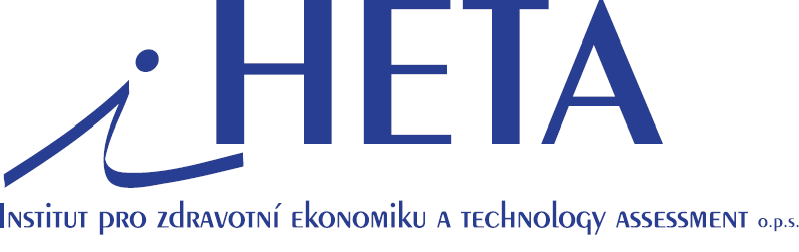 iHETA
Institut pro zdravotní ekonomiku a technology assessment o.p.s.